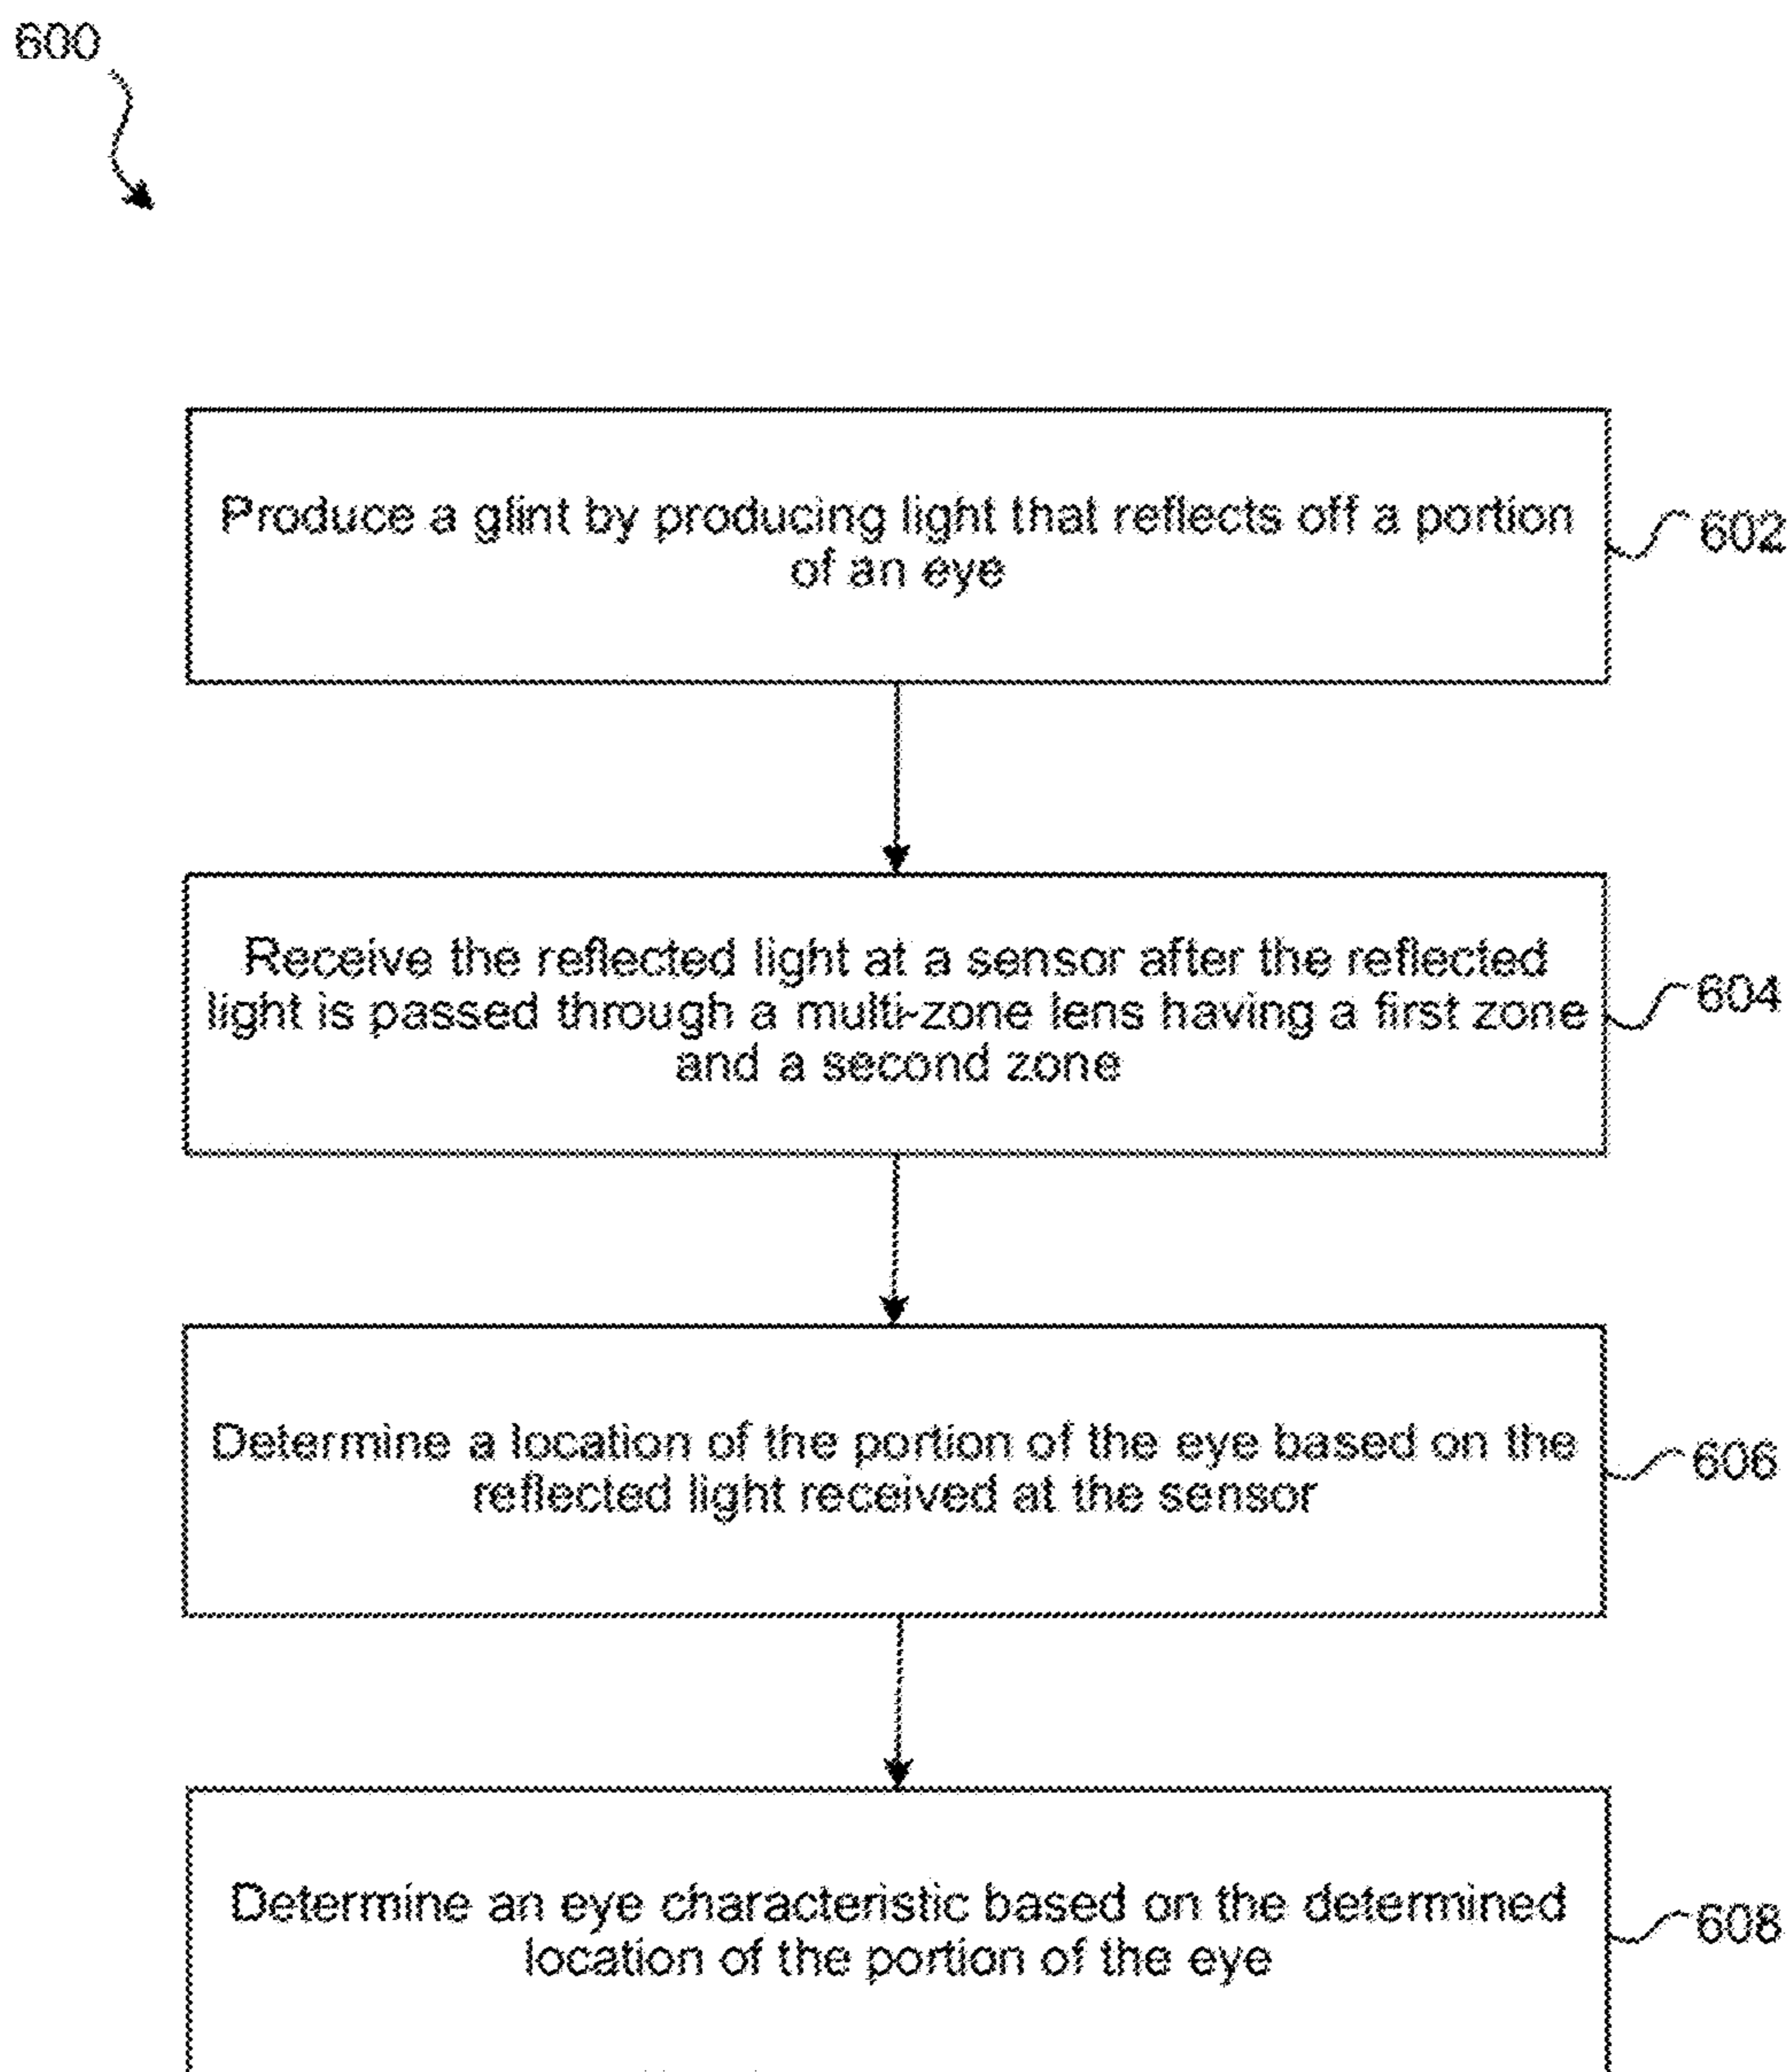 600
Produce a glint by producing light that reflects off a portion
of an eye
602
Receive the reflected light at a sensor after the reflected
light is passed through a multi-zone lens having a first zone
and a second zone
604
Determine a location of the portion of the eye based on the
reflected light received at the sensor
606
Determine an eye characteristic based on the determined
location of the portion of the eye
608